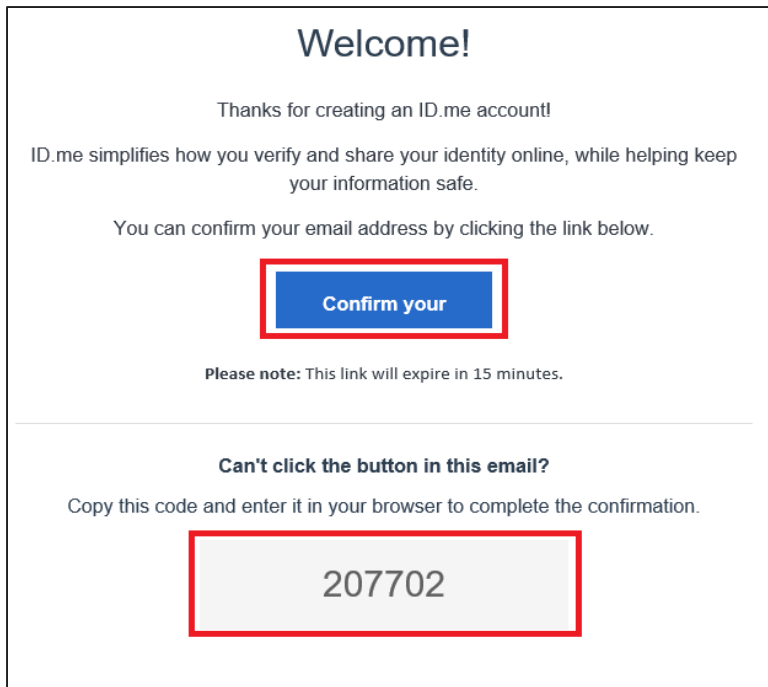 Welcome!
Thanks for creating an ID.me account!
ID.me simplifies how you verify and share your identity online, while helping keep
your information safe.
You can confirm your email address by clicking the link below.
Confirm your
Please note: This link will expire in 15 minutes.
Can't click the button in this email?
Copy this code and enter it in your browser to complete the confirmation.
207702